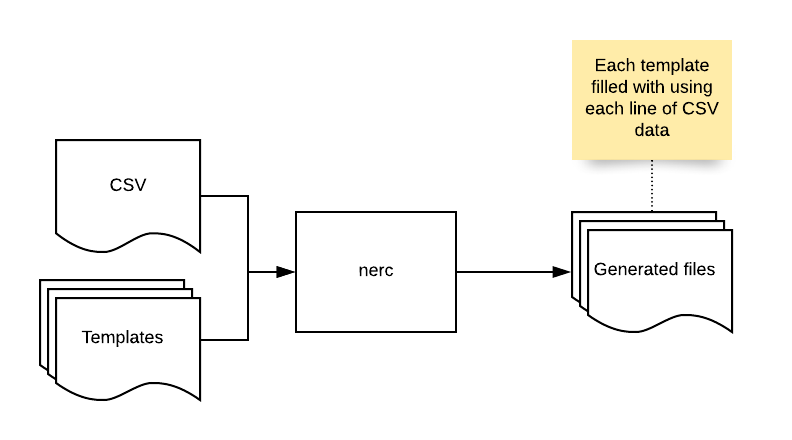 Each template
filled with using
each line of CSV
data
CSV
nerc
Generated files
Templates